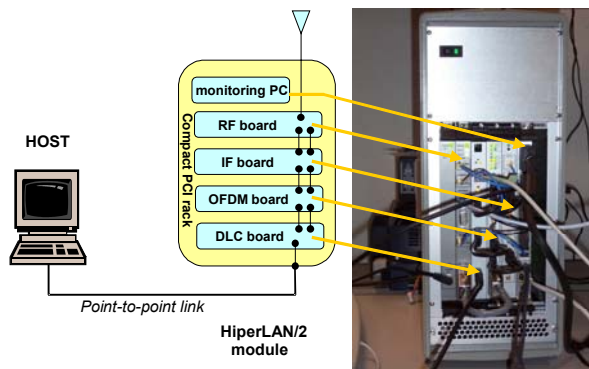 monitoring PC
RF board
HOST
IF board
OFDM board
DLC board
Compact PCI rack
Point-to-point link
HiperLAN/2
module